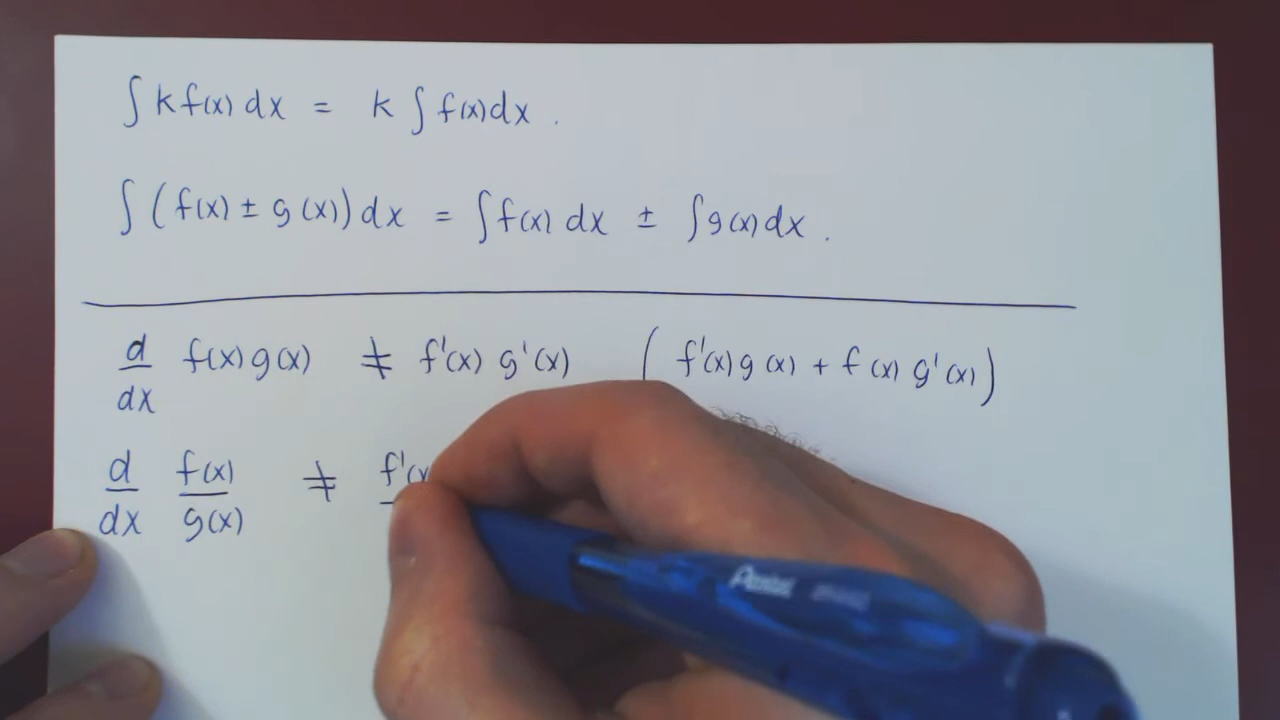 ∫ k f(x) dx = k ∫ f(x) dx .
∫ (f(x) ± g(x)) dx = ∫ f(x) dx ± ∫ g(x) dx .
d/dx f(x) g(x) ≠ f'(x) g'(x) ( f'(x) g(x) + f(x) g'(x) )
d/dx f(x)/g(x) ≠ f'(x
Pentel